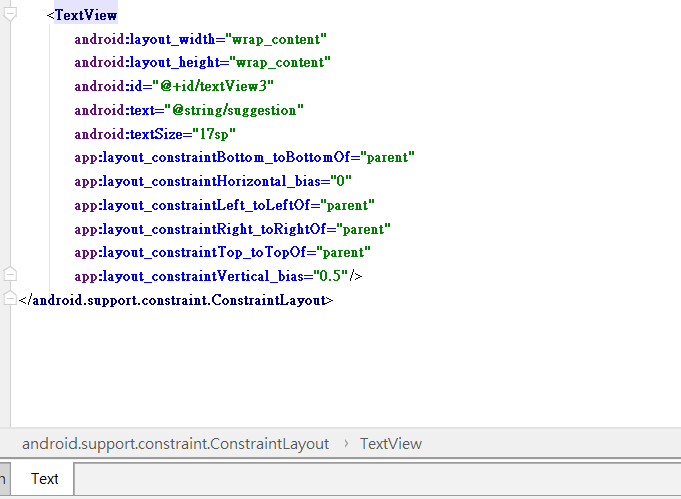 <TextView
android:layout_width="wrap_content"
android:layout_height="wrap_content"
android:id="@+id/textView3"
android:text="@string/suggestion"
android:textSize="17sp"
app:layout_constraintBottom_toBottomOf="parent"
app:layout_constraintHorizontal_bias="0"
app:layout_constraintLeft_toLeftOf="parent"
app:layout_constraintRight_toRightOf="parent"
app:layout_constraintTop_toTopOf="parent"
app:layout_constraintVertical_bias="0.5"/>
</android.support.constraint.ConstraintLayout>
android.support.constraint.ConstraintLayout › TextView
n Text